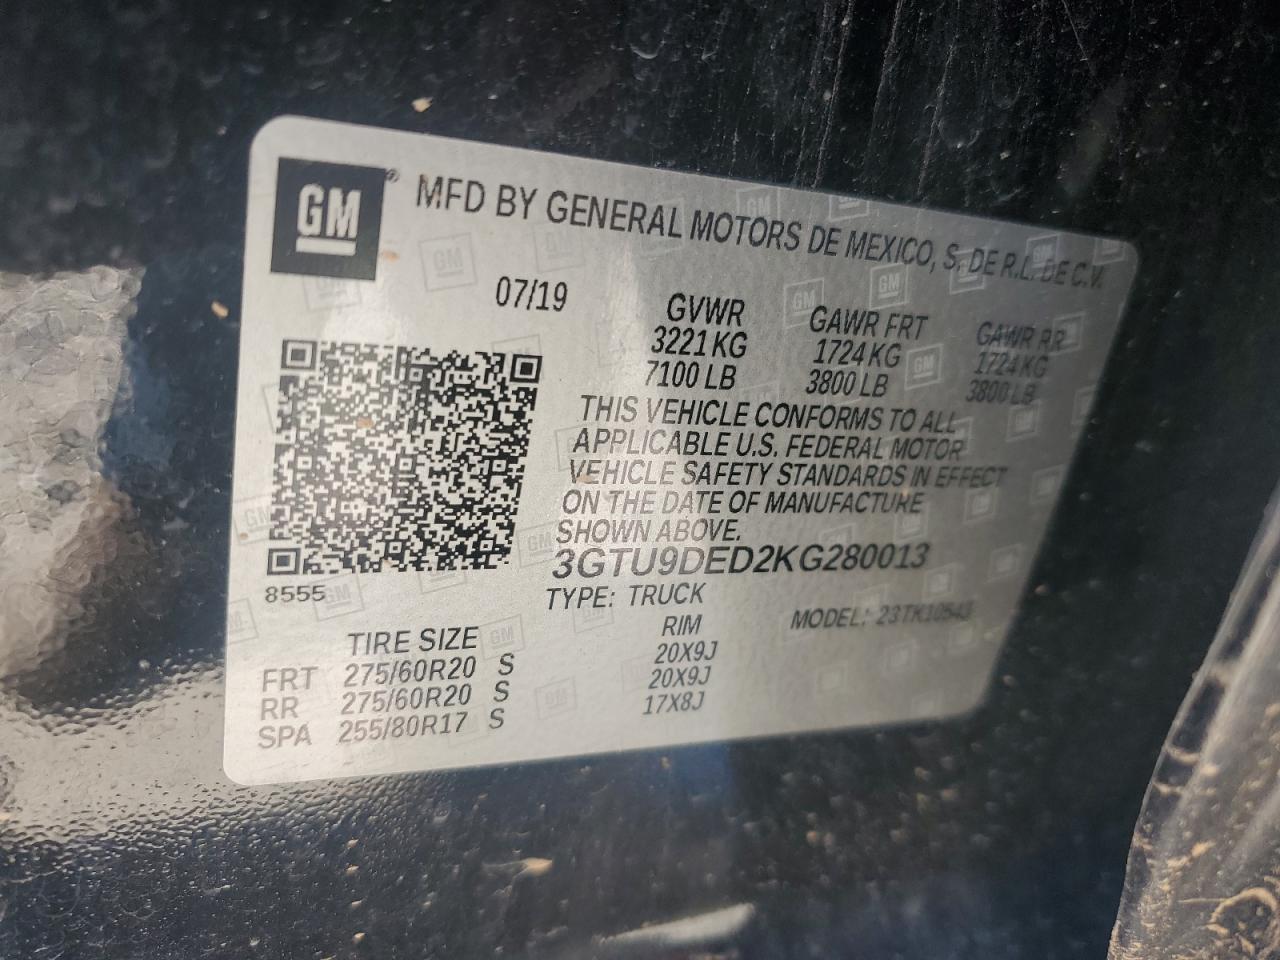 GM® MFD BY GENERAL MOTORS DE MEXICO, S. DE R.L. DE C.V.
07/19 GVWR GAWR FRT GAWR RR
3221 KG 1724 KG 1724 KG
7100 LB 3800 LB 3800 LB
THIS VEHICLE CONFORMS TO ALL
APPLICABLE U.S. FEDERAL MOTOR
VEHICLE SAFETY STANDARDS IN EFFECT
ON THE DATE OF MANUFACTURE
SHOWN ABOVE.
3GTU9DED2KG280013
8555 TYPE: TRUCK MODEL: 23TK10543
TIRE SIZE RIM
FRT 275/60R20 S 20X9J
RR 275/60R20 S 20X9J
SPA 255/80R17 S 17X8J